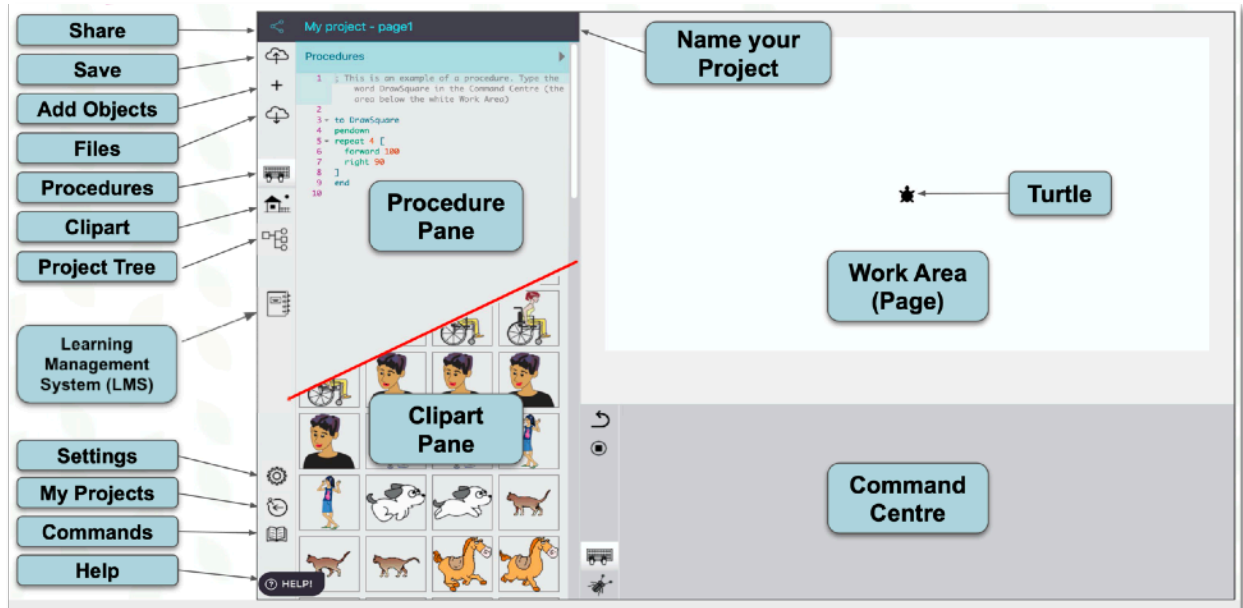 Share
Save
Add Objects
Files
Procedures
Clipart
Project Tree
Learning
Management
System (LMS)
Settings
My Projects
Commands
Help
My project - page1
Procedures
1 ; This is an example of a procedure. Type the
word DrawSquare in the Command Centre (the
area below the white Work Area)
2
3 to DrawSquare
4 pendown
5 repeat 4 [
6 forward 100
7 right 90
8 ]
9 end
10
Procedure
Pane
Clipart
Pane
HELP!
Name your
Project
Turtle
Work Area
(Page)
Command
Centre